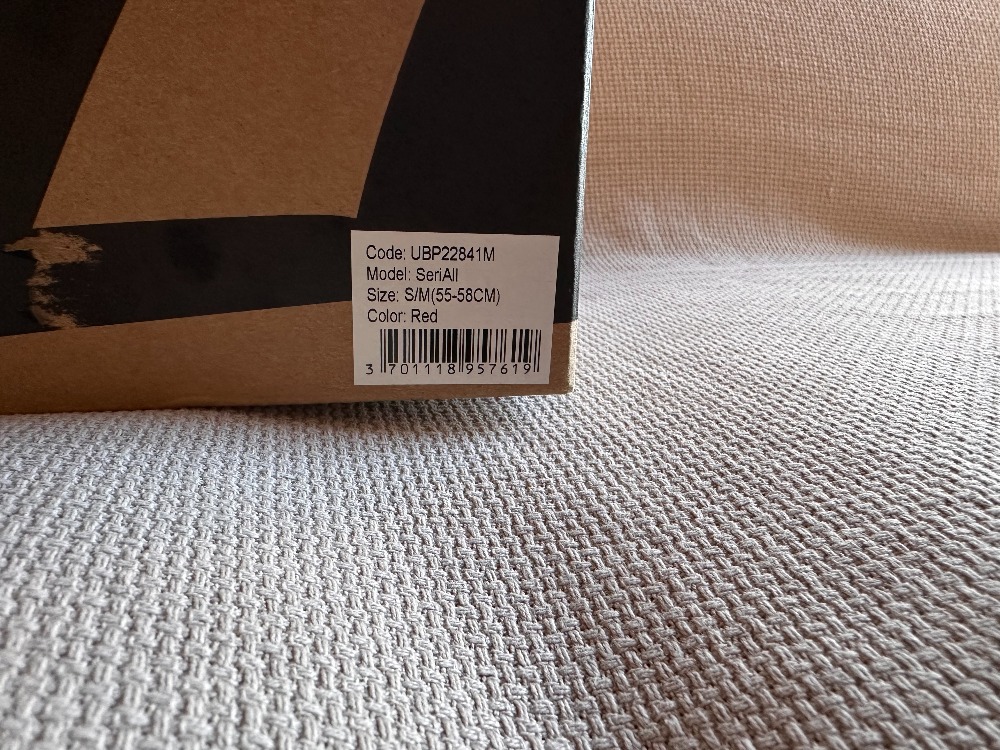 Code: UBP22841M
Model: SeriAll
Size: S/M(55-58CM)
Color: Red
3 701118 957619